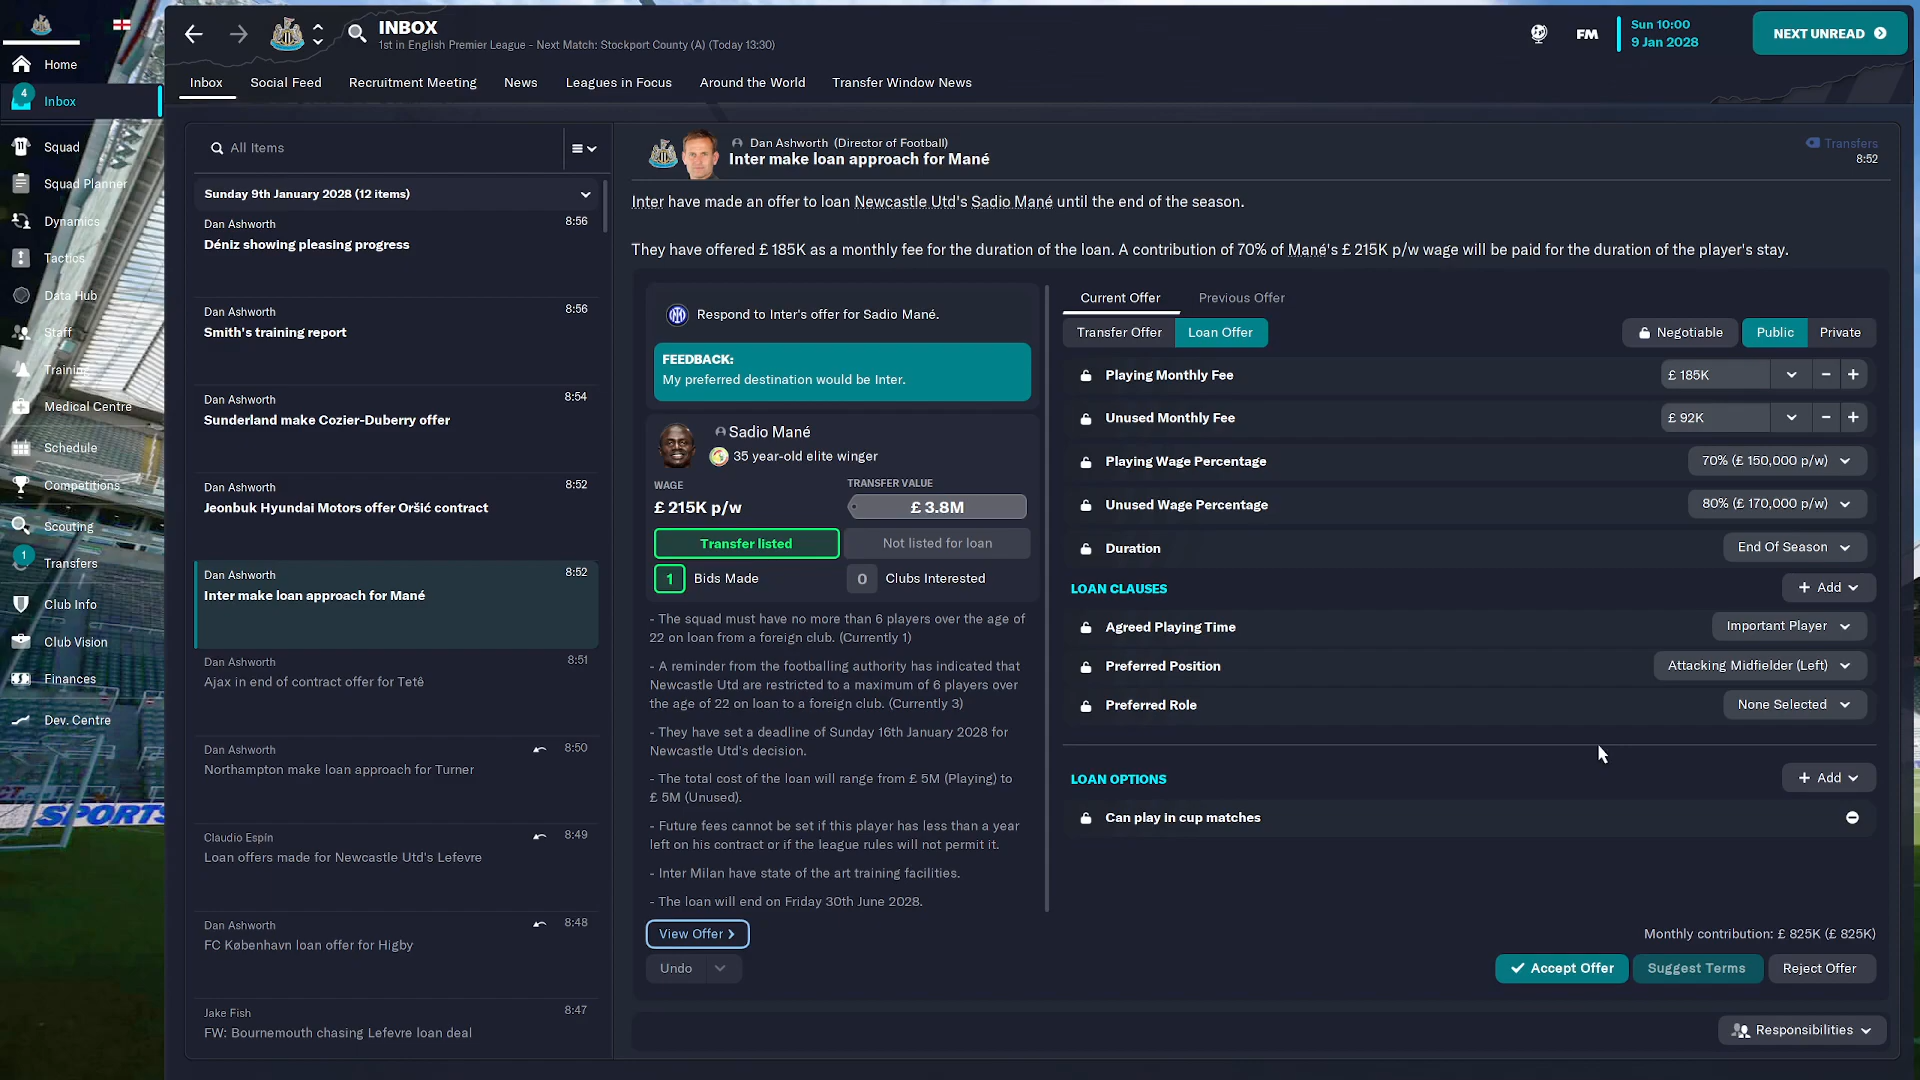 INBOX
1st in English Premier League - Next Match: Stockport County (A) (Today 13:30)
FM
Sun 10:00
9 Jan 2028
NEXT UNREAD
Home
4
Inbox
Squad
Squad Planner
Dynamics
Tactics
Data Hub
Staff
Training
Medical Centre
Schedule
Competitions
Scouting
1
Transfers
Club Info
Club Vision
Finances
Dev. Centre
SPORTS
Inbox
Social Feed
Recruitment Meeting
News
Leagues in Focus
Around the World
Transfer Window News
All Items
Sunday 9th January 2028 (12 items)
Dan Ashworth 8:56
Déniz showing pleasing progress
Dan Ashworth 8:56
Smith's training report
Dan Ashworth 8:54
Sunderland make Cozier-Duberry offer
Dan Ashworth 8:52
Jeonbuk Hyundai Motors offer Oršić contract
Dan Ashworth 8:52
Inter make loan approach for Mané
Dan Ashworth 8:51
Ajax in end of contract offer for Tetê
Dan Ashworth 8:50
Northampton make loan approach for Turner
Claudio Espín 8:49
Loan offers made for Newcastle Utd's Lefevre
Dan Ashworth 8:48
FC København loan offer for Higby
Jake Fish 8:47
FW: Bournemouth chasing Lefevre loan deal
Dan Ashworth (Director of Football)
Inter make loan approach for Mané
Transfers
8:52
Inter have made an offer to loan Newcastle Utd's Sadio Mané until the end of the season.
They have offered £ 185K as a monthly fee for the duration of the loan. A contribution of 70% of Mané's £ 215K p/w wage will be paid for the duration of the player's stay.
Respond to Inter's offer for Sadio Mané.
FEEDBACK:
My preferred destination would be Inter.
Sadio Mané
35 year-old elite winger
WAGE
£ 215K p/w
TRANSFER VALUE
£ 3.8M
Transfer listed
Not listed for loan
1 Bids Made
0 Clubs Interested
- The squad must have no more than 6 players over the age of
22 on loan from a foreign club. (Currently 1)
- A reminder from the footballing authority has indicated that
Newcastle Utd are restricted to a maximum of 6 players over
the age of 22 on loan to a foreign club. (Currently 3)
- They have set a deadline of Sunday 16th January 2028 for
Newcastle Utd's decision.
- The total cost of the loan will range from £ 5M (Playing) to
£ 5M (Unused).
- Future fees cannot be set if this player has less than a year
left on his contract or if the league rules will not permit it.
- Inter Milan have state of the art training facilities.
- The loan will end on Friday 30th June 2028.
View Offer
Undo
Current Offer
Previous Offer
Transfer Offer
Loan Offer
Negotiable
Public
Private
Playing Monthly Fee £ 185K
Unused Monthly Fee £ 92K
Playing Wage Percentage 70% (£ 150,000 p/w)
Unused Wage Percentage 80% (£ 170,000 p/w)
Duration End Of Season
LOAN CLAUSES + Add
Agreed Playing Time Important Player
Preferred Position Attacking Midfielder (Left)
Preferred Role None Selected
LOAN OPTIONS + Add
Can play in cup matches
Monthly contribution: £ 825K (£ 825K)
Accept Offer
Suggest Terms
Reject Offer
Responsibilities